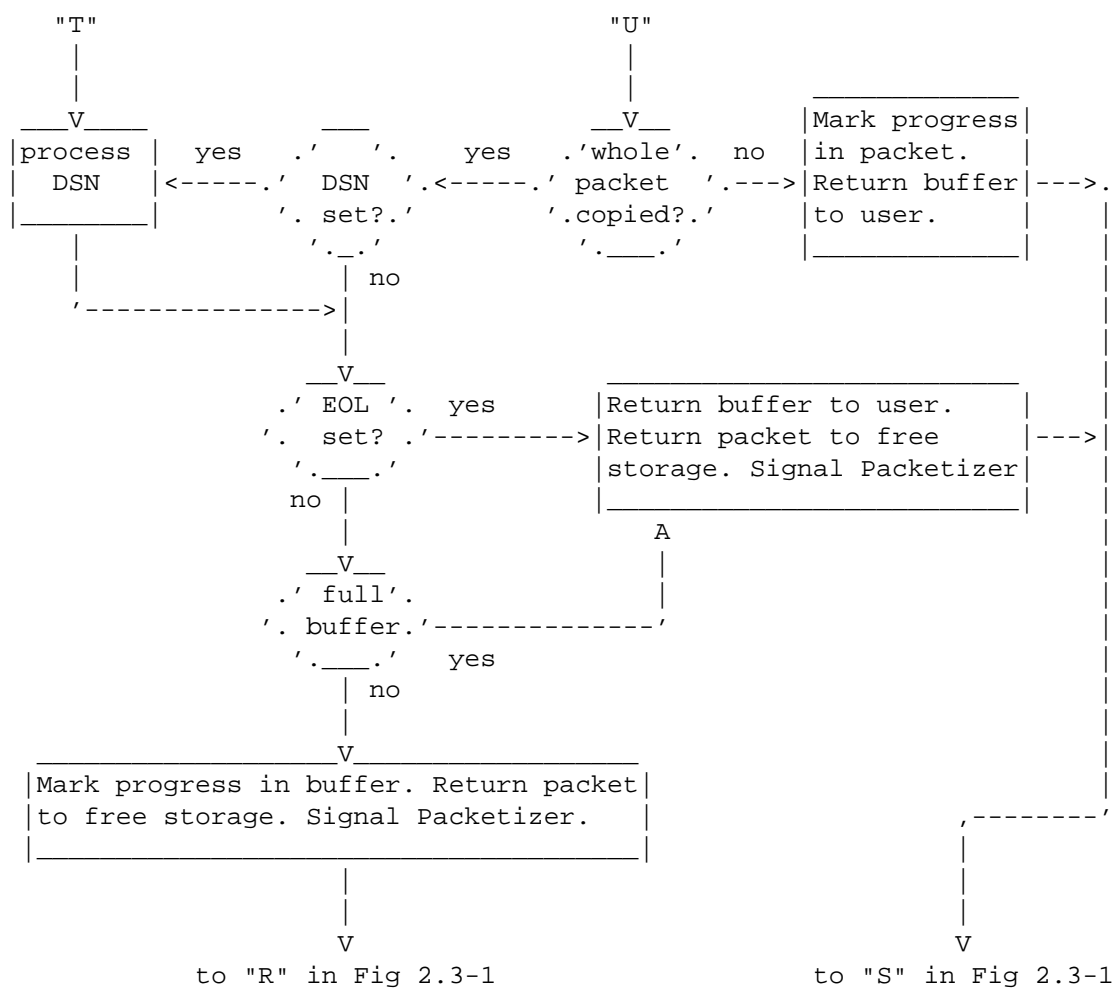 "T"
"U"
process
DSN
yes
DSN
set?
yes
whole
packet
copied?
no
Mark progress
in packet.
Return buffer
to user.
no
EOL
set?
yes
Return buffer to user.
Return packet to free
storage. Signal Packetizer
no
A
full
buffer
yes
no
Mark progress in buffer. Return packet
to free storage. Signal Packetizer.
to "R" in Fig 2.3-1
to "S" in Fig 2.3-1